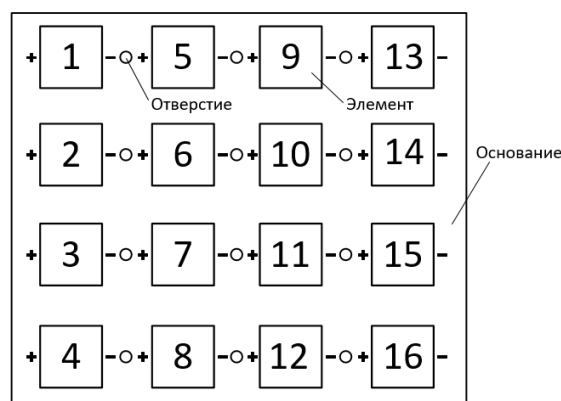 + 1 -○+ 5 -○+ 9 -○+ 13 -
Отверстие
Элемент
+ 2 -○+ 6 -○+ 10 -○+ 14 -
Основание
+ 3 -○+ 7 -○+ 11 -○+ 15 -
+ 4 -○+ 8 -○+ 12 -○+ 16 -